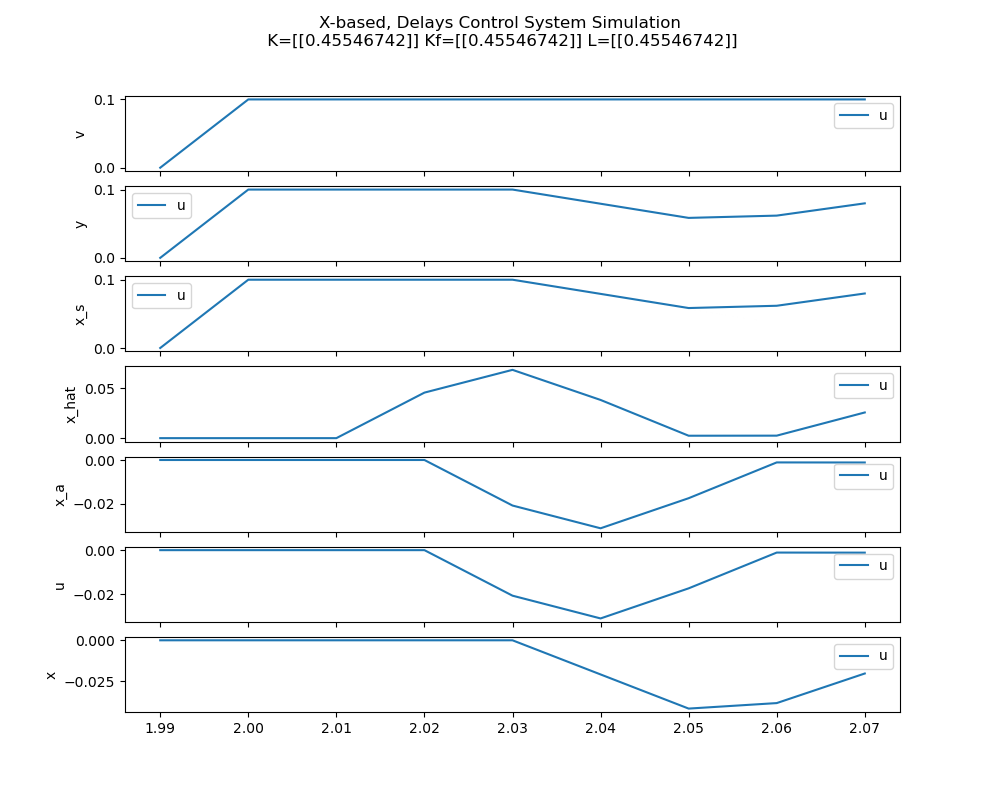 X-based, Delays Control System Simulation
K=[[0.45546742]] Kf=[[0.45546742]] L=[[0.45546742]]
0.1
v
0.0
u
0.1
y
0.0
u
0.1
x_s
0.0
u
0.05
x_hat
0.00
u
0.00
x_a
−0.02
u
0.00
u
−0.02
u
0.000
x
−0.025
u
1.99 2.00 2.01 2.02 2.03 2.04 2.05 2.06 2.07